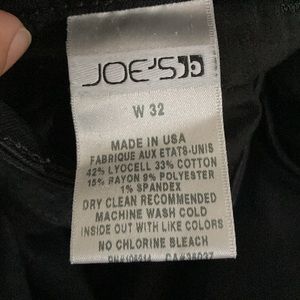 JOE'S
W 32
MADE IN USA
FABRIQUE AUX ETATS-UNIS
42% LYOCELL 33% COTTON
15% RAYON 9% POLYESTER
1% SPANDEX
DRY CLEAN RECOMMENDED
MACHINE WASH COLD
INSIDE OUT WITH LIKE COLORS
NO CHLORINE BLEACH